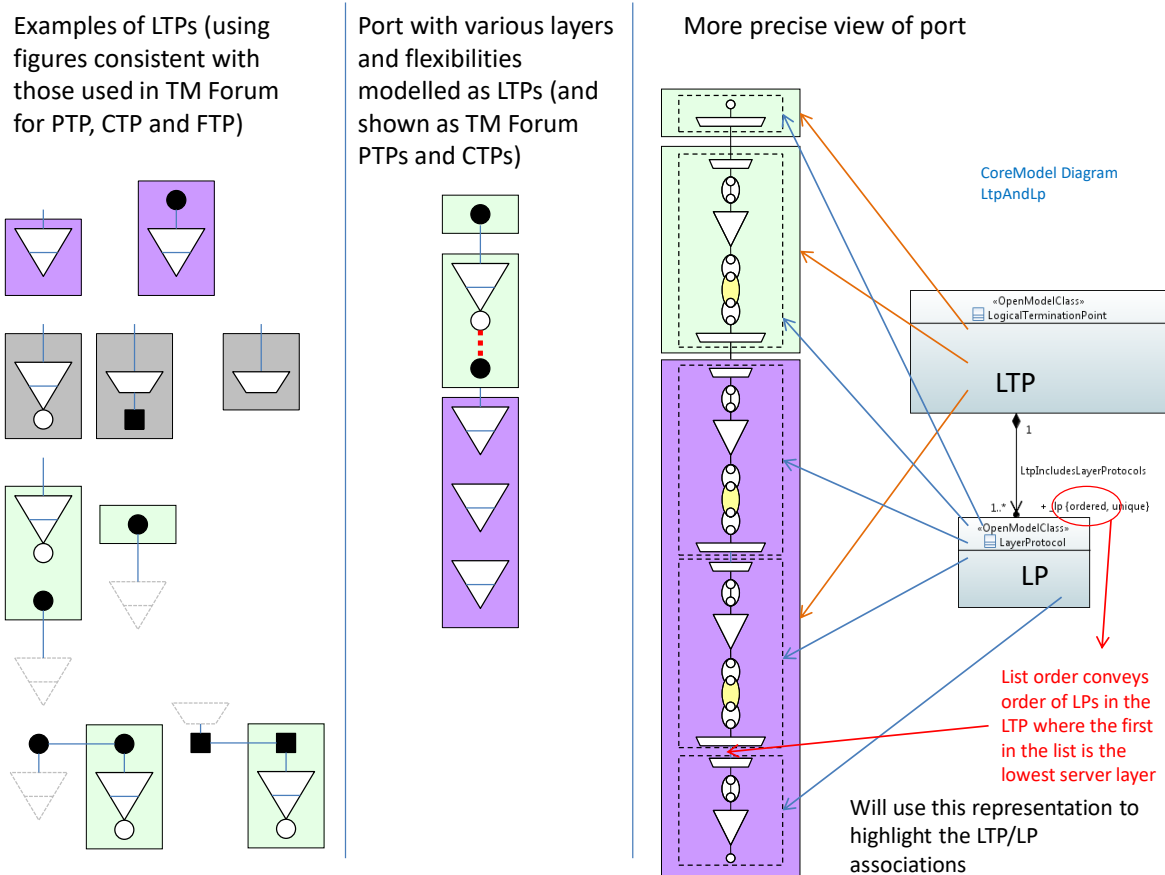 Examples of LTPs (using
figures consistent with
those used in TM Forum
for PTP, CTP and FTP)
Port with various layers
and flexibilities
modelled as LTPs (and
shown as TM Forum
PTPs and CTPs)
More precise view of port
CoreModel Diagram
LtpAndLp
«OpenModelClass»
LogicalTerminationPoint
LTP
1
LtpIncludesLayerProtocols
1..*
+ _lp {ordered, unique}
«OpenModelClass»
LayerProtocol
LP
List order conveys
order of LPs in the
LTP where the first
in the list is the
lowest server layer
Will use this representation to
highlight the LTP/LP
associations